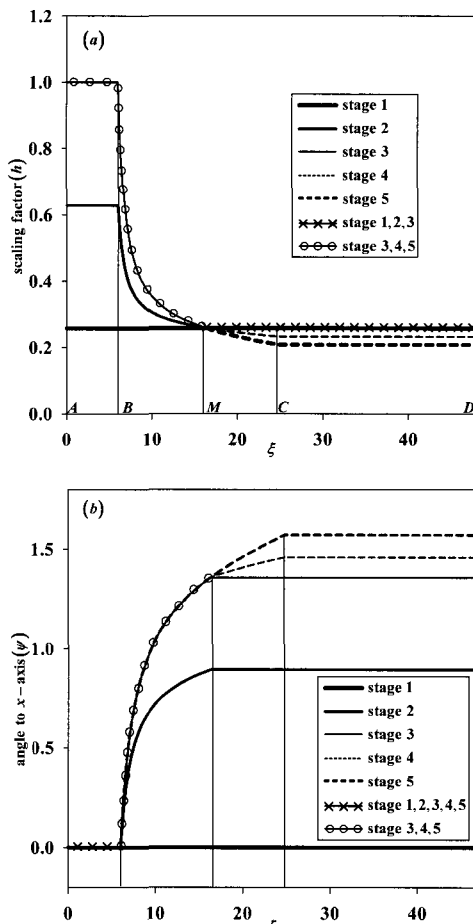 (a)
1.2
1.0
0.8
0.6
0.4
0.2
0.0
scaling factor(h)
stage 1
stage 2
stage 3
stage 4
stage 5
stage 1,2,3
stage 3,4,5
A B M C D
0 10 20 30 40
ξ
(b)
1.5
1.0
0.5
0.0
angle to x-axis(ψ)
stage 1
stage 2
stage 3
stage 4
stage 5
stage 1,2,3,4,5
stage 3,4,5
0 10 20 30 40